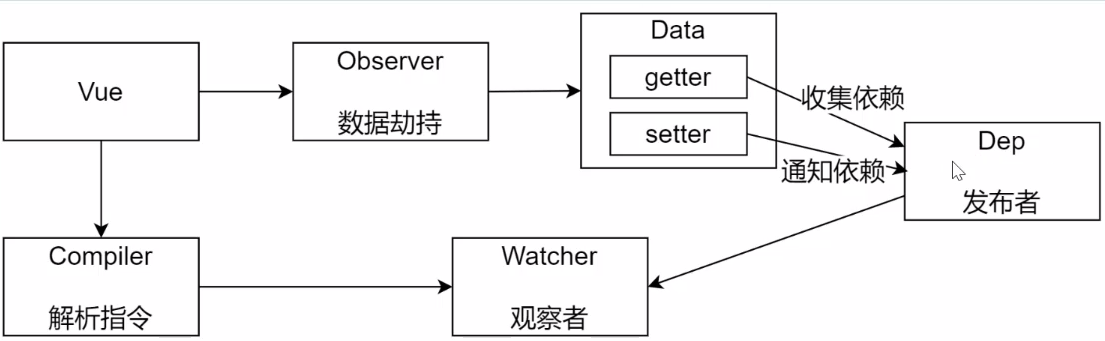 Vue
Observer
数据劫持
Data
getter
setter
收集依赖
通知依赖
Dep
发布者
Compiler
解析指令
Watcher
观察者